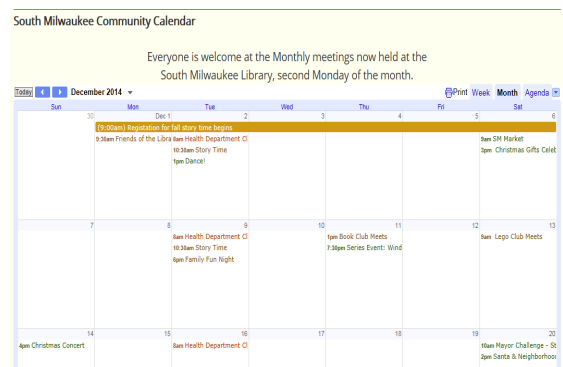 South Milwaukee Community Calendar
Everyone is welcome at the Monthly meetings now held at the
South Milwaukee Library, second Monday of the month.
Today December 2014 Print Week Month Agenda
Sun Mon Tue Wed Thu Fri Sat
30 Dec 1 2 3 4 5 6
(9:00am) Registation for fall story time begins
9:30am Friends of the Libra 8am Health Department Cl 9am SM Market
10:30am Story Time 3pm Christmas Gifts Celeb
1pm Dance!
7 8 9 10 11 12 13
8am Health Department Cl 1pm Book Club Meets 9am Lego Club Meets
10:30am Story Time 7:30pm Series Event: Wind
6pm Family Fun Night
14 15 16 17 18 19 20
4pm Christmas Concert 8am Health Department Cl 10am Mayor Challenge - St
2pm Santa & Neighborhoo